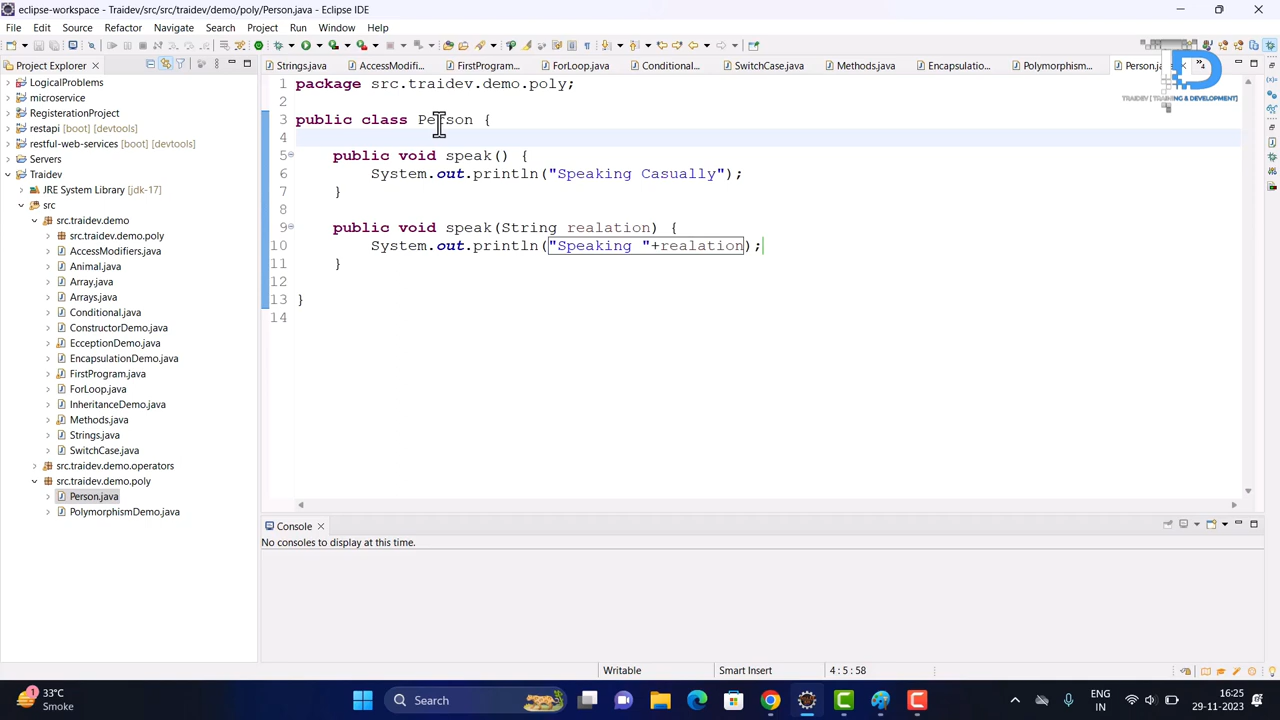 eclipse-workspace - Traidev/src/src/traidev/demo/poly/Person.java - Eclipse IDE
File Edit Source Refactor Navigate Search Project Run Window Help
Project Explorer
Strings.java AccessModifi... FirstProgram... ForLoop.java Conditional... SwitchCase.java Methods.java Encapsulatio... Polymorphism... Person.ja
TRAIDEV [ TRAINING & DEVELOPMENT]
LogicalProblems
microservice
RegisterationProject
restapi [boot] [devtools]
restful-web-services [boot] [devtools]
Servers
Traidev
JRE System Library [jdk-17]
src
src.traidev.demo
src.traidev.demo.poly
AccessModifiers.java
Animal.java
Array.java
Arrays.java
Conditional.java
ConstructorDemo.java
EcceptionDemo.java
EncapsulationDemo.java
FirstProgram.java
ForLoop.java
InheritanceDemo.java
Methods.java
Strings.java
SwitchCase.java
src.traidev.demo.operators
src.traidev.demo.poly
Person.java
PolymorphismDemo.java
1 package src.traidev.demo.poly;
2
3 public class Person {
4
5 public void speak() {
6 System.out.println("Speaking Casually");
7 }
8
9 public void speak(String realation) {
10 System.out.println("Speaking "+realation);
11 }
12
13 }
14
Console
No consoles to display at this time.
Writable Smart Insert 4 : 5 : 58
1 33°C
Smoke
Search
ENG
IN
16:25
29-11-2023